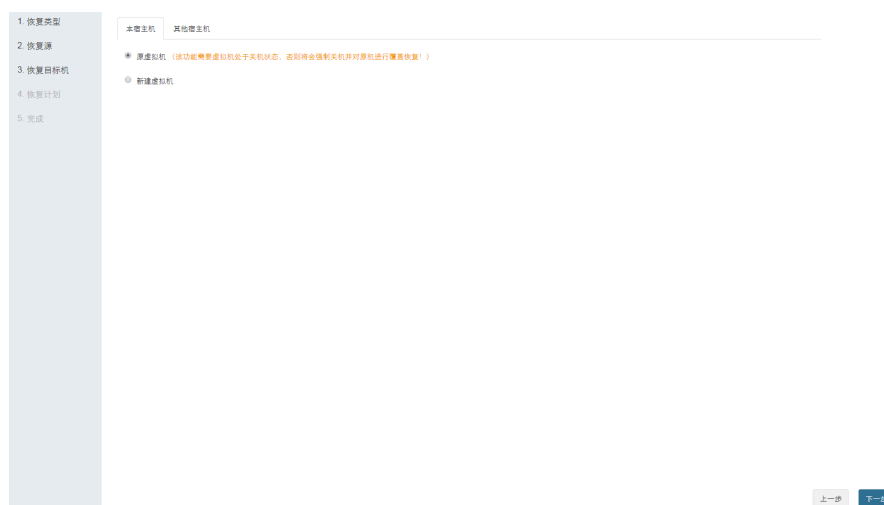 1. 恢复类型
2. 恢复源
3. 恢复目标机
4. 恢复计划
5. 完成
本宿主机
其他宿主机
原虚拟机 （该功能需要虚拟机处于关机状态，否则将会强制关机并对原机进行覆盖恢复！）
新建虚拟机
上一步
下一步